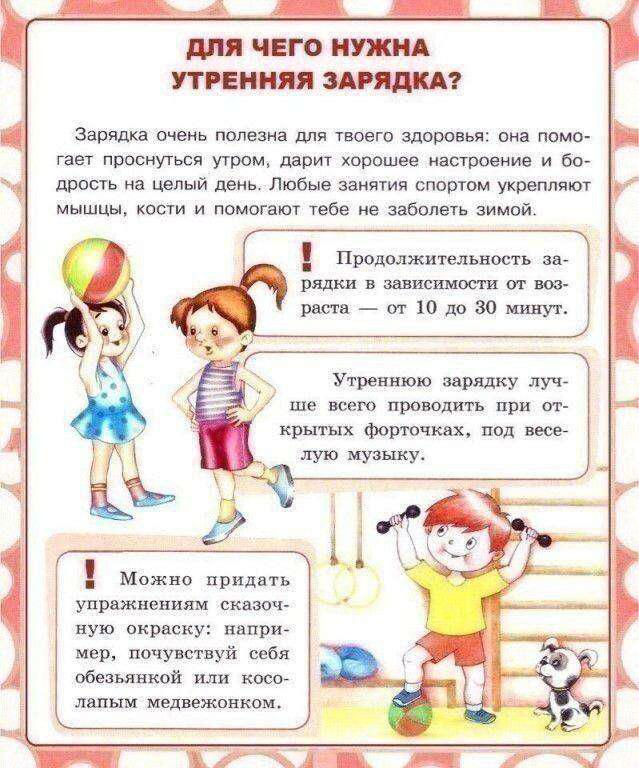 ДЛЯ ЧЕГО НУЖНА
УТРЕННЯЯ ЗАРЯДКА?
Зарядка очень полезна для твоего здоровья: она помо-
гает проснуться утром, дарит хорошее настроение и бо-
дрость на целый день. Любые занятия спортом укрепляют
мышцы, кости и помогают тебе не заболеть зимой.
! Продолжительность за-
рядки в зависимости от воз-
раста — от 10 до 30 минут.
Утреннюю зарядку луч-
ше всего проводить при от-
крытых форточках, под весе-
лую музыку.
! Можно придать
упражнениям сказоч-
ную окраску: напри-
мер, почувствуй себя
обезьянкой или косо-
лапым медвежонком.